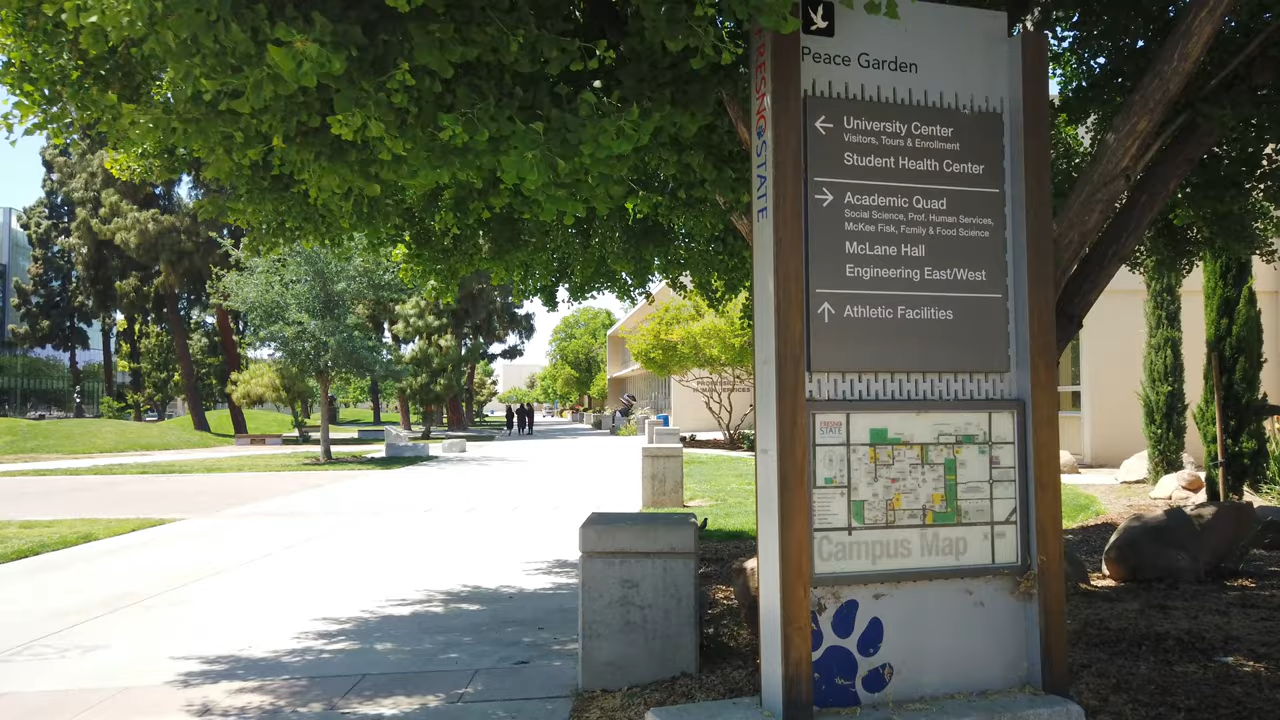 Peace Garden
FRESNO STATE
← University Center
Visitors, Tours & Enrollment
Student Health Center
→ Academic Quad
Social Science, Prof. Human Services,
McKee Fisk, Family & Food Science
McLane Hall
Engineering East/West
↑ Athletic Facilities
FRESNO
STATE
Campus Map